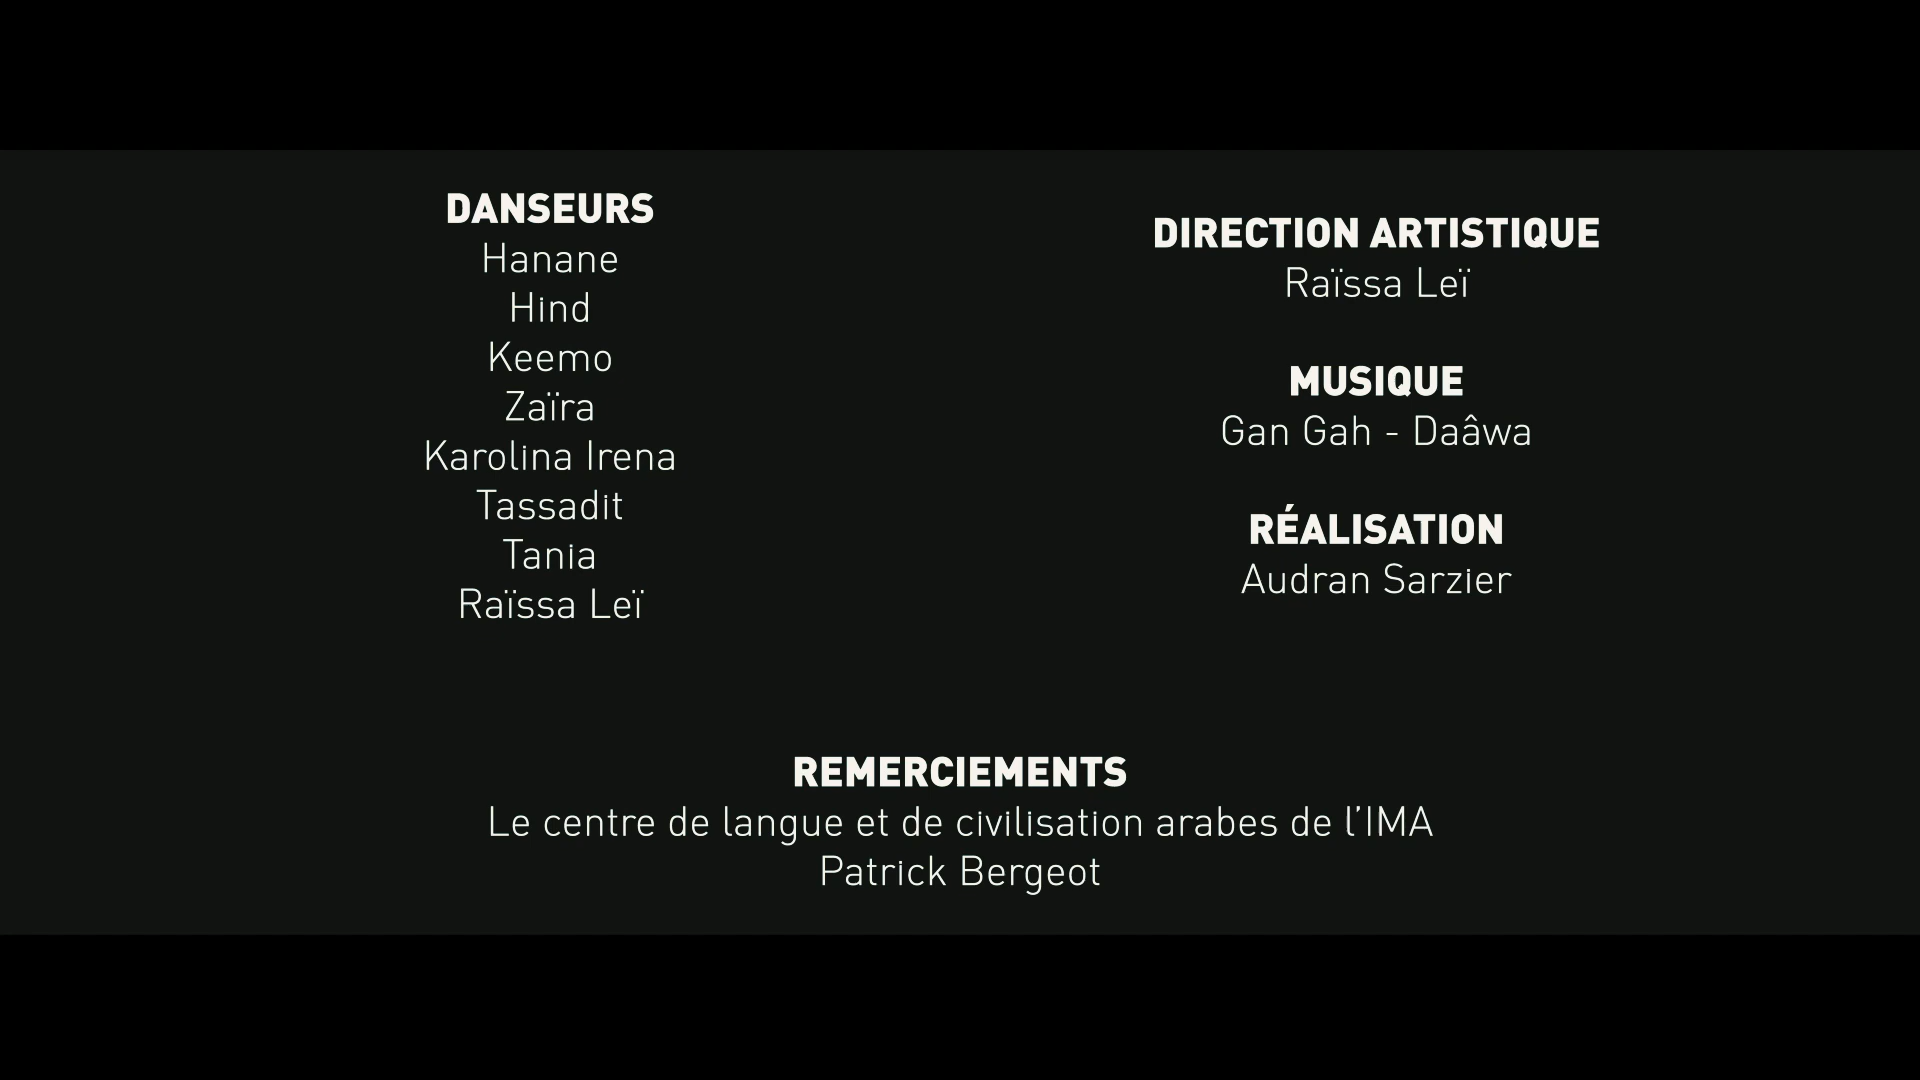 DANSEURS
Hanane
Hind
Keemo
Zaïra
Karolina Irena
Tassadit
Tania
Raïssa Leï
DIRECTION ARTISTIQUE
Raïssa Leï
MUSIQUE
Gan Gah - Daâwa
RÉALISATION
Audran Sarzier
REMERCIEMENTS
Le centre de langue et de civilisation arabes de l’IMA
Patrick Bergeot